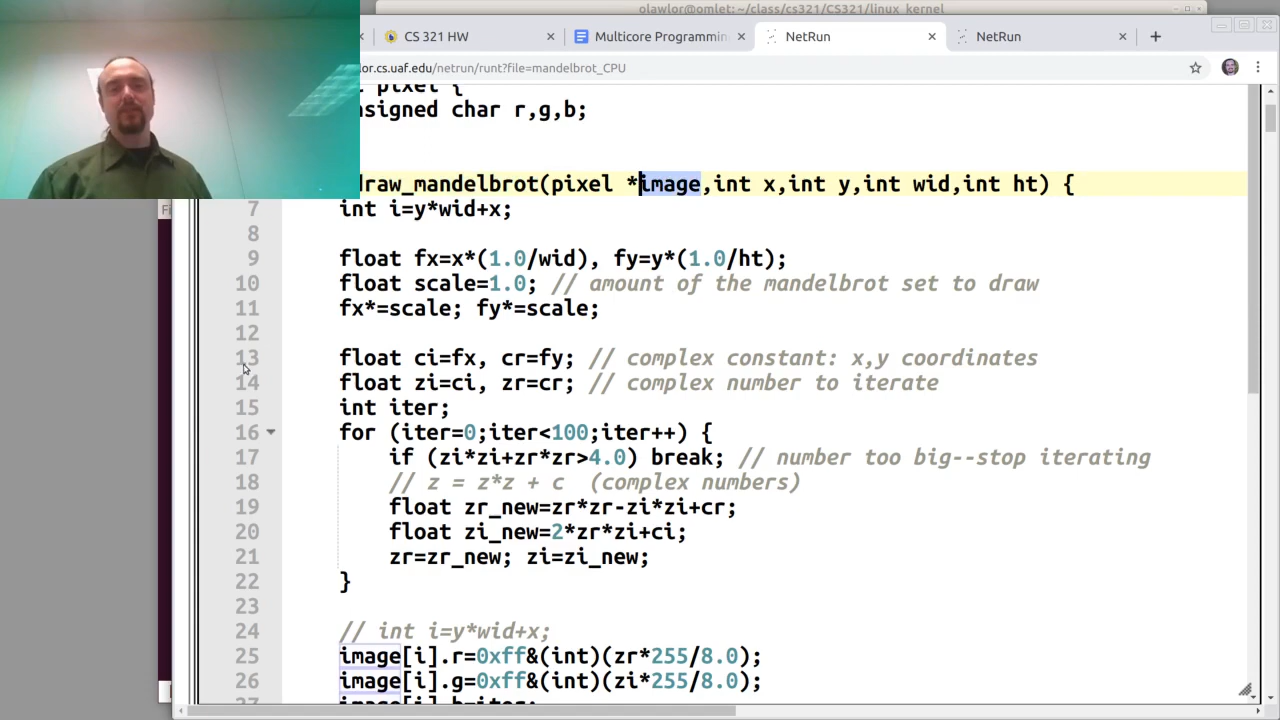 olawlor@omlet:~/class/cs321/CS321/linux_kernel
CS 321 HW
Multicore Programmin
NetRun
NetRun
lor.cs.uaf.edu/netrun/runt?file=mandelbrot_CPU
pixel {
nsigned char r,g,b;
draw_mandelbrot(pixel *image,int x,int y,int wid,int ht) {
7 int i=y*wid+x;
8
9 float fx=x*(1.0/wid), fy=y*(1.0/ht);
10 float scale=1.0; // amount of the mandelbrot set to draw
11 fx*=scale; fy*=scale;
12
13 float ci=fx, cr=fy; // complex constant: x,y coordinates
14 float zi=ci, zr=cr; // complex number to iterate
15 int iter;
16 for (iter=0;iter<100;iter++) {
17 if (zi*zi+zr*zr>4.0) break; // number too big--stop iterating
18 // z = z*z + c (complex numbers)
19 float zr_new=zr*zr-zi*zi+cr;
20 float zi_new=2*zr*zi+ci;
21 zr=zr_new; zi=zi_new;
22 }
23
24 // int i=y*wid+x;
25 image[i].r=0xff&(int)(zr*255/8.0);
26 image[i].g=0xff&(int)(zi*255/8.0);
27 image[i].b=iter;